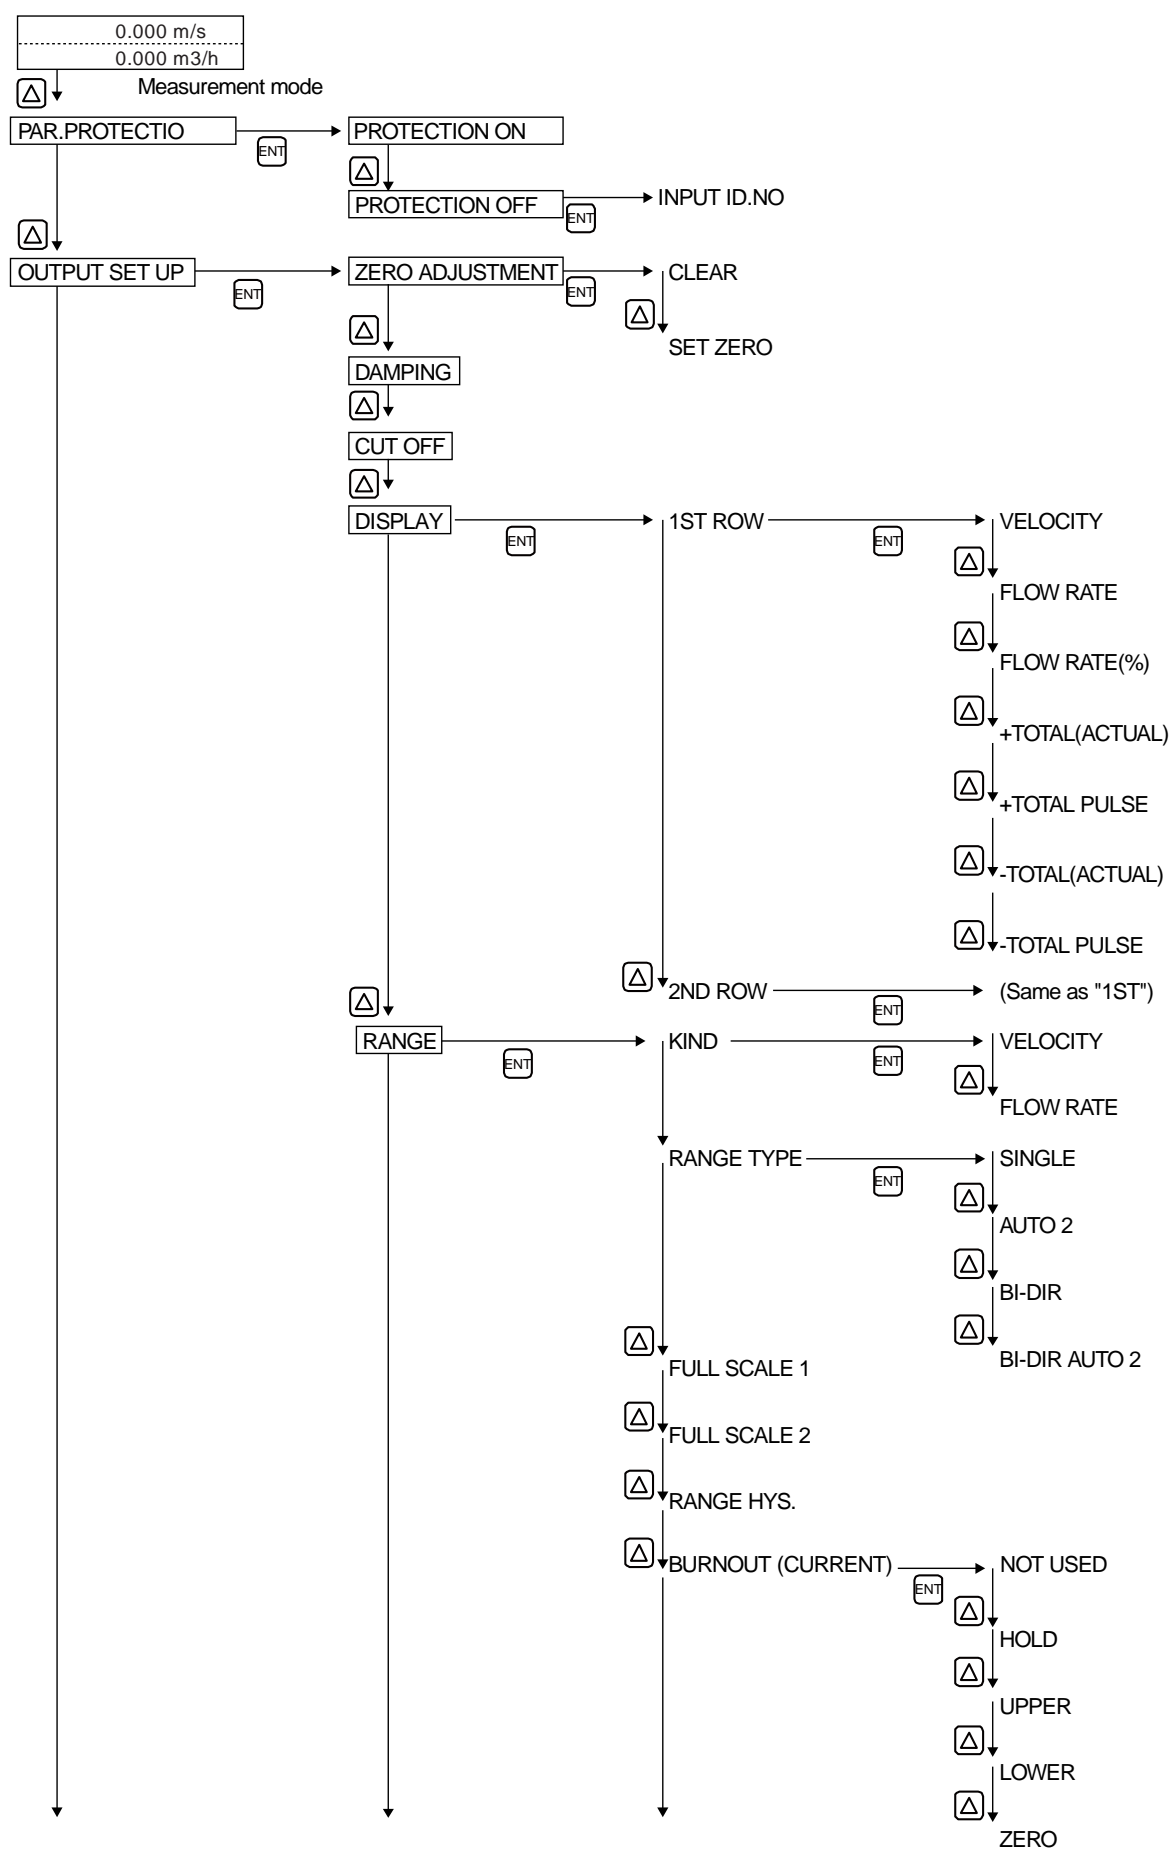 0.000 m/s
0.000 m3/h
Measurement mode
PAR.PROTECTIO
ENT
PROTECTION ON
PROTECTION OFF
ENT
INPUT ID.NO
OUTPUT SET UP
ENT
ZERO ADJUSTMENT
ENT
CLEAR
SET ZERO
DAMPING
CUT OFF
DISPLAY
ENT
1ST ROW
ENT
VELOCITY
FLOW RATE
FLOW RATE(%)
+TOTAL(ACTUAL)
+TOTAL PULSE
-TOTAL(ACTUAL)
-TOTAL PULSE
2ND ROW
ENT
(Same as "1ST")
RANGE
ENT
KIND
ENT
VELOCITY
FLOW RATE
RANGE TYPE
ENT
SINGLE
AUTO 2
BI-DIR
BI-DIR AUTO 2
FULL SCALE 1
FULL SCALE 2
RANGE HYS.
BURNOUT (CURRENT)
ENT
NOT USED
HOLD
UPPER
LOWER
ZERO